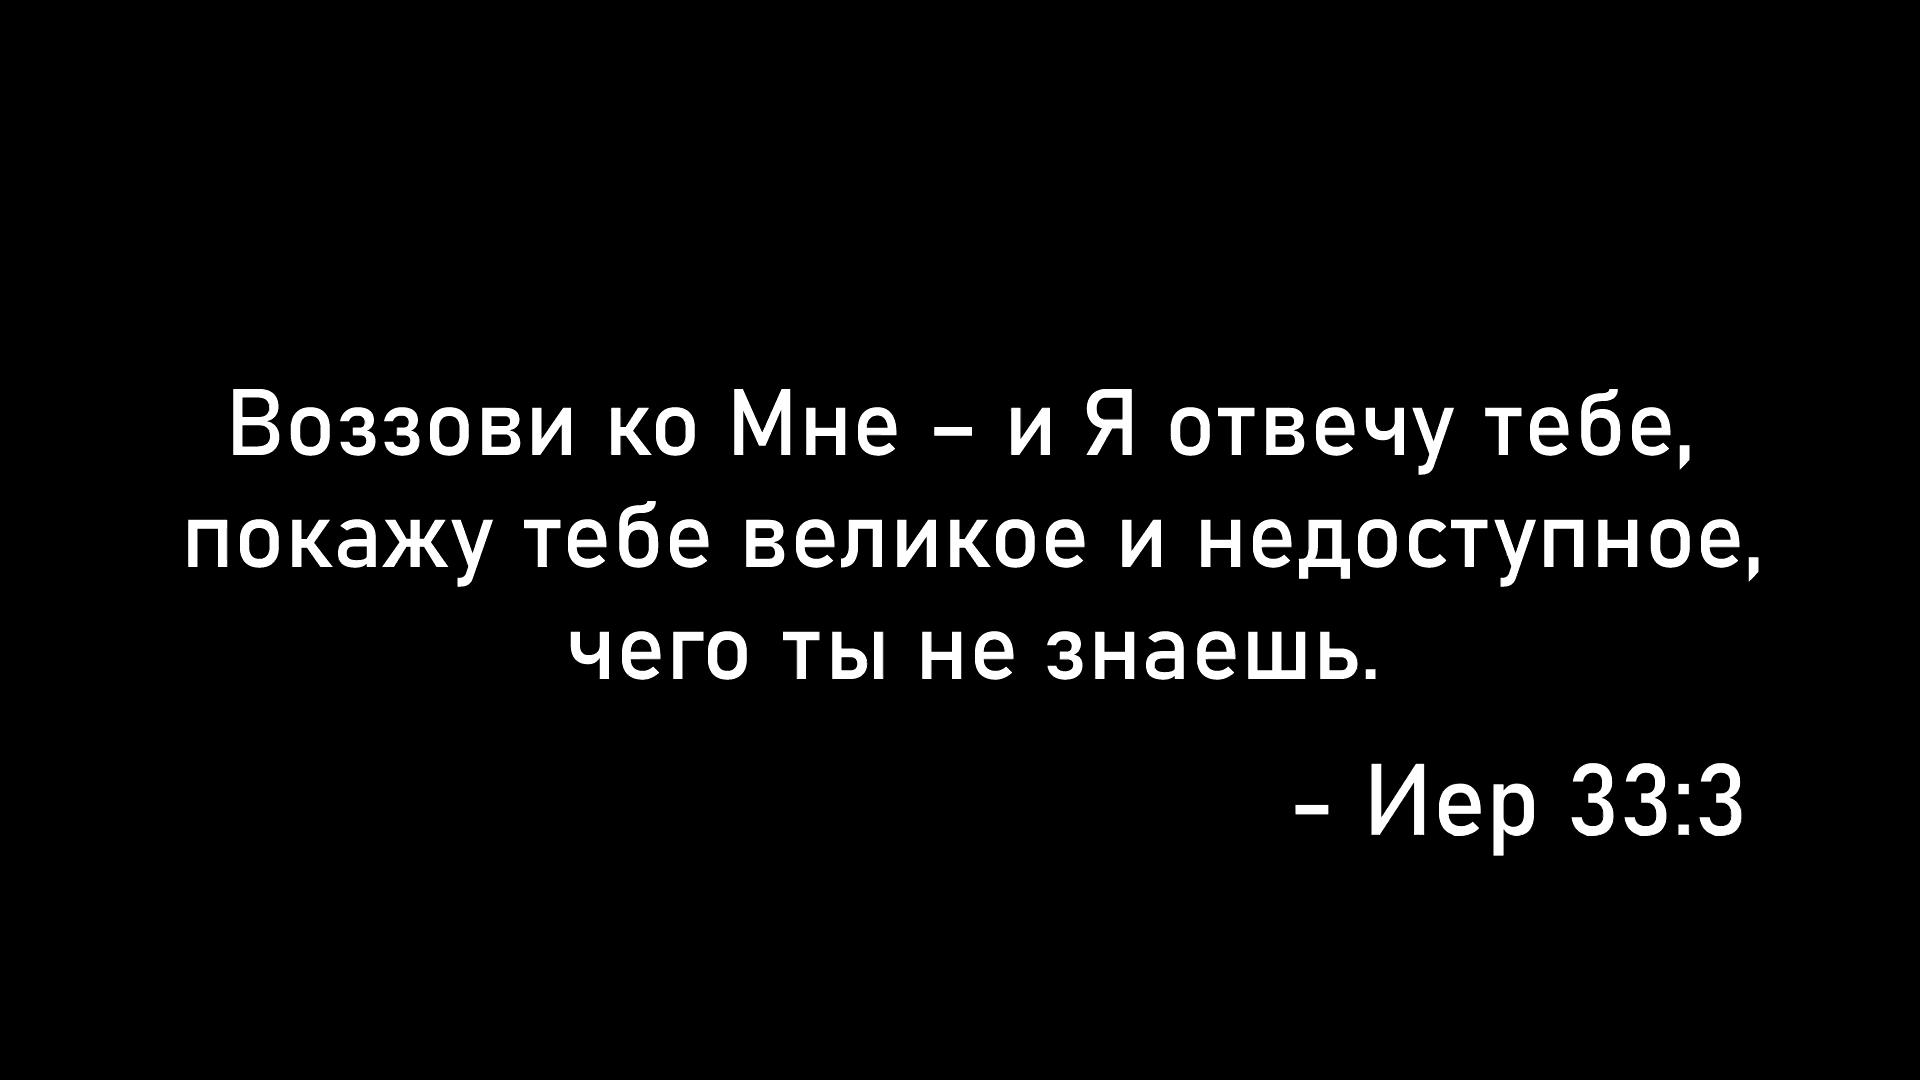 Воззови ко Мне – и Я отвечу тебе,
покажу тебе великое и недоступное,
чего ты не знаешь.
– Иер 33:3